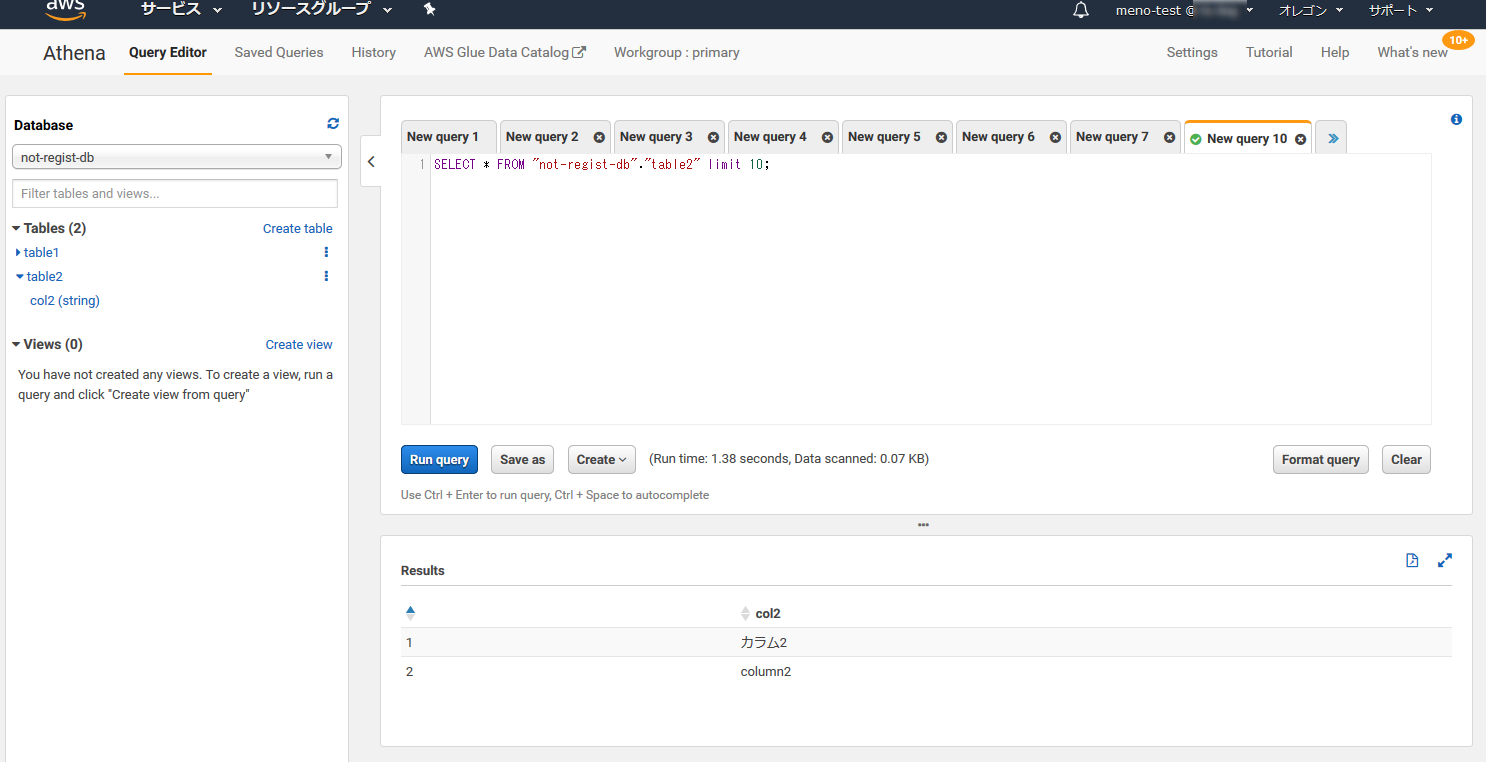 aws サービス リソースグループ meno-test @ オレゴン サポート
Athena Query Editor Saved Queries History AWS Glue Data Catalog Workgroup : primary Settings Tutorial Help What's new 10+
Database
not-regist-db
Filter tables and views...
Tables (2) Create table
table1
table2
col2 (string)
Views (0) Create view
You have not created any views. To create a view, run a
query and click "Create view from query"
New query 1 New query 2 New query 3 New query 4 New query 5 New query 6 New query 7 New query 10 »
1 SELECT * FROM "not-regist-db"."table2" limit 10;
Run query Save as Create (Run time: 1.38 seconds, Data scanned: 0.07 KB) Format query Clear
Use Ctrl + Enter to run query, Ctrl + Space to autocomplete
Results
col2
1 カラム2
2 column2